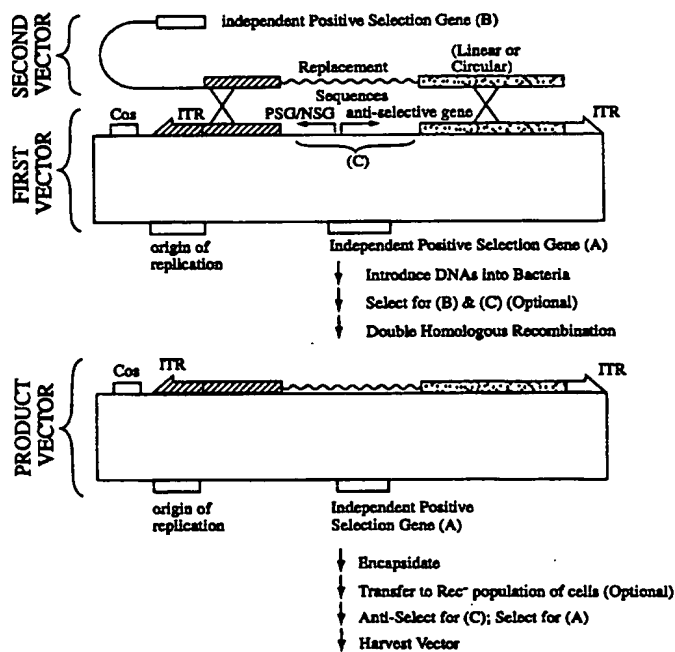 SECOND
VECTOR
independent Positive Selection Gene (B)
Replacement
(Linear or
Circular)
Sequences
Cos
ITR
PSG/NSG
anti-selective gene
ITR
(C)
FIRST
VECTOR
origin of
replication
Independent Positive Selection Gene (A)
Introduce DNAs into Bacteria
Select for (B) & (C) (Optional)
Double Homologous Recombination
PRODUCT
VECTOR
Cos
ITR
ITR
origin of
replication
Independent Positive
Selection Gene (A)
Encapsidate
Transfer to Rec⁻ population of cells (Optional)
Anti-Select for (C); Select for (A)
Harvest Vector